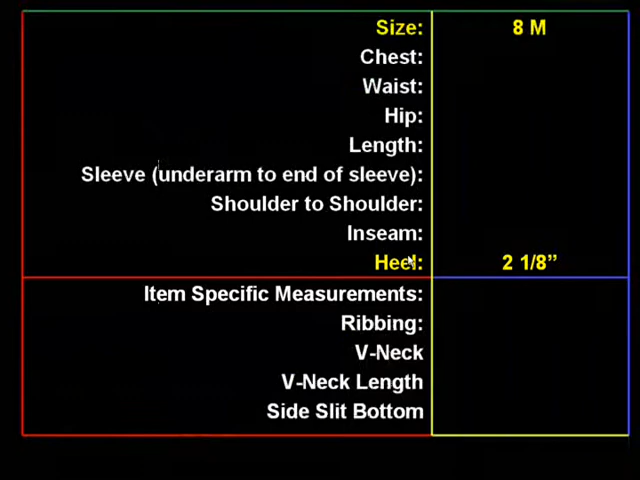 Size: 8 M
Chest:
Waist:
Hip:
Length:
Sleeve (underarm to end of sleeve):
Shoulder to Shoulder:
Inseam:
Heel: 2 1/8”
Item Specific Measurements:
Ribbing:
V-Neck
V-Neck Length
Side Slit Bottom